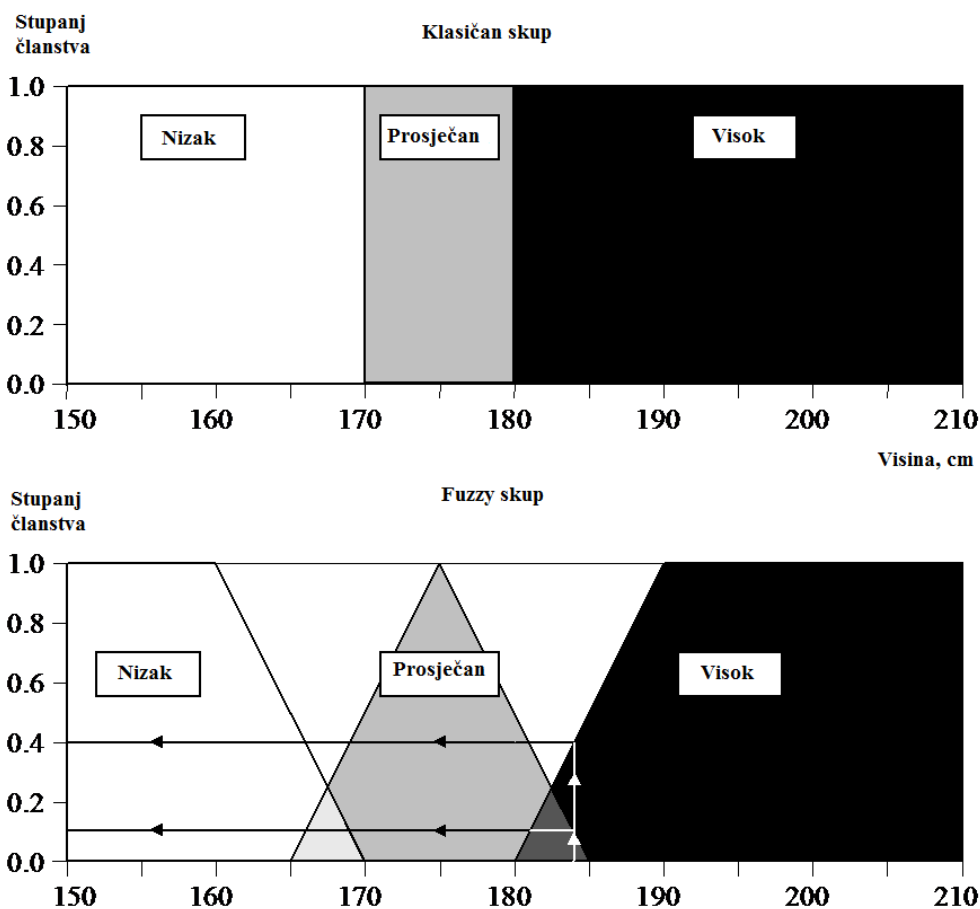 Stupanj
članstva
Klasičan skup
1.0
0.8
0.6
0.4
0.2
0.0
Nizak
Prosječan
Visok
150 160 170 180 190 200 210
Visina, cm
Stupanj
članstva
Fuzzy skup
1.0
0.8
0.6
0.4
0.2
0.0
Nizak
Prosječan
Visok
150 160 170 180 190 200 210